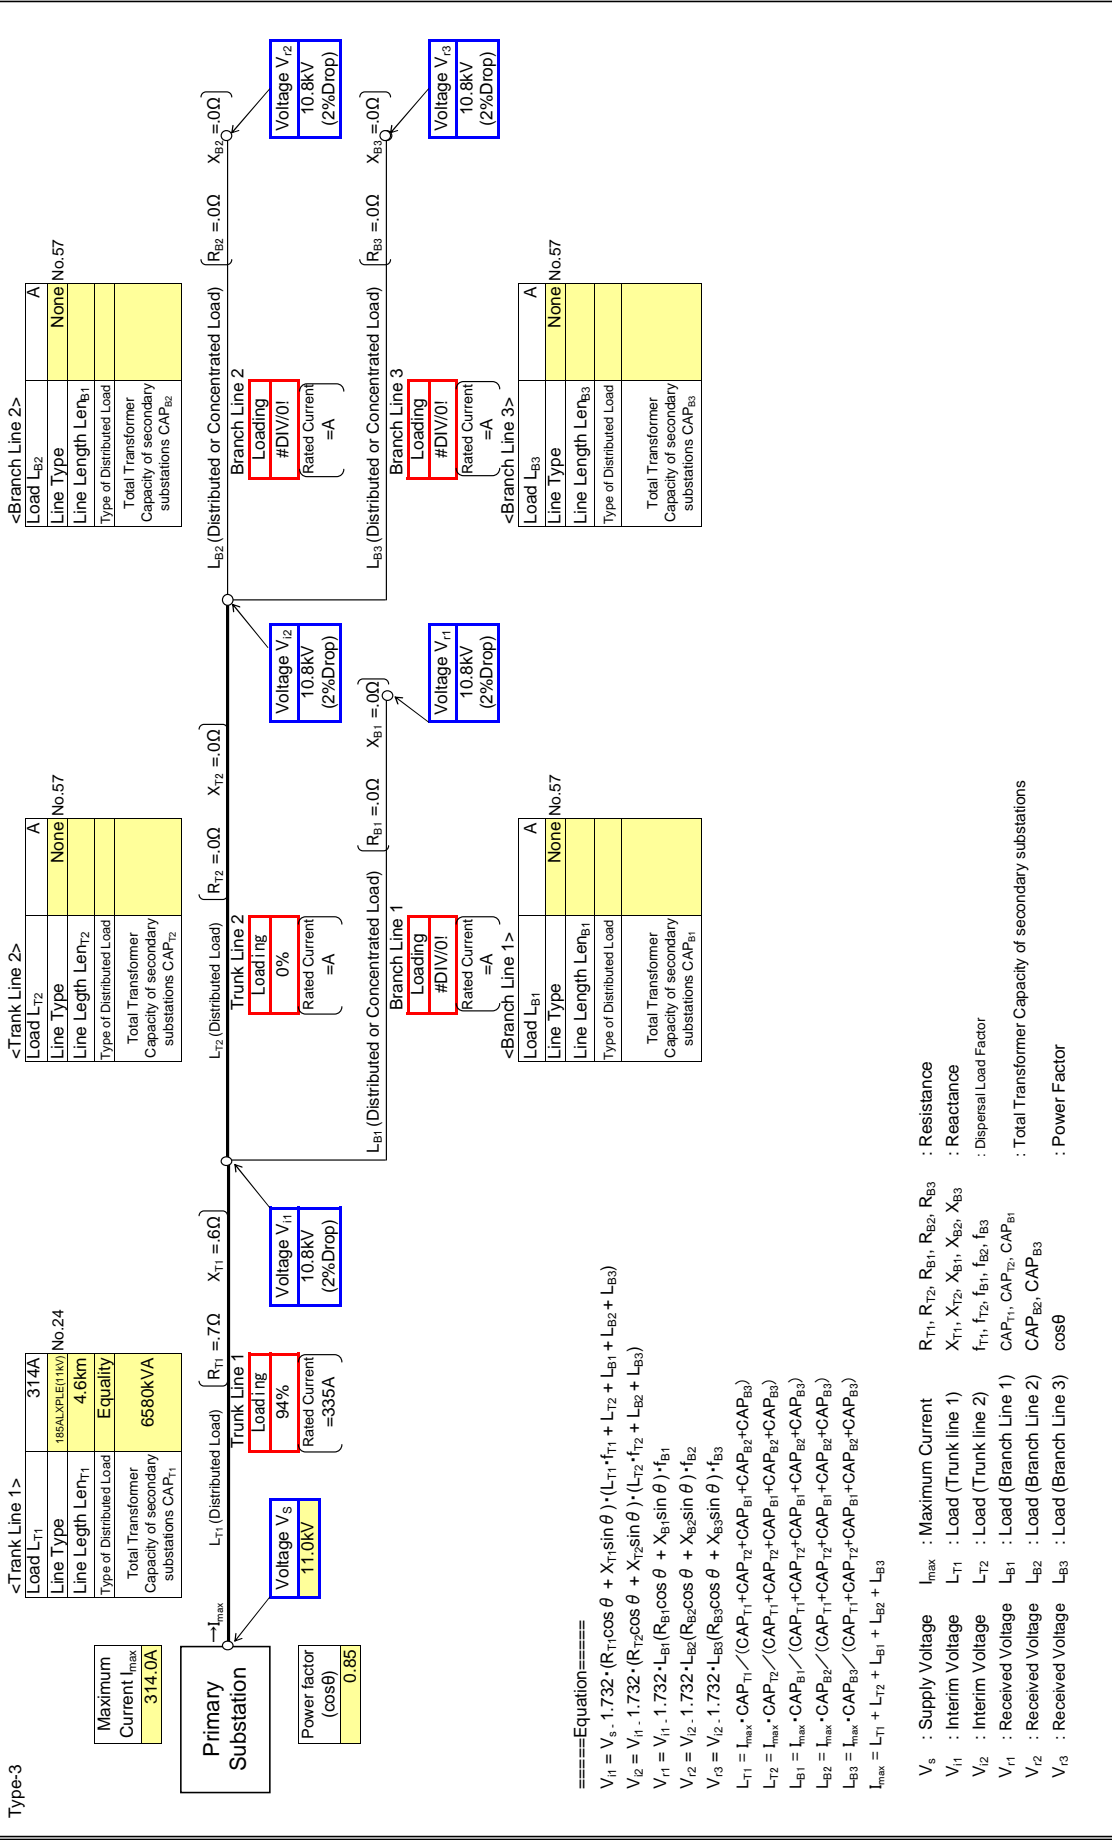 Type-3
Maximum
Current Imax
314.0A
Primary
Substation
Power factor
(cosθ)
0.85
→Imax
Voltage VS
11.0kV
<Trank Line 1>
Load LT1 314A
Line Type 185ALXPLE(11kV) No.24
Line Length LenT1 4.6km
Type of Distributed Load Equality
Total Transformer
Capacity of secondary
substations CAPT1
6580kVA
LT1 (Distributed Load) RT1 =.7Ω XT1 =.6Ω
Trunk Line 1
Loading
94%
Rated Current
=335A
Voltage Vi1
10.8kV
(2%Drop)
<Trank Line 2>
Load LT2 A
Line Type None No.57
Line Legth LenT2
Type of Distributed Load
Total Transformer
Capacity of secondary
substations CAPT2
LT2 (Distributed Load) RT2 =.0Ω XT2 =.0Ω
Trunk Line 2
Loading
0%
Rated Current
=A
Voltage Vi2
10.8kV
(2%Drop)
LB1 (Distributed or Concentrated Load) RB1 =.0Ω XB1 =.0Ω
Branch Line 1
Loading
#DIV/0!
Rated Current
=A
Voltage Vr1
10.8kV
(2%Drop)
<Branch Line 1>
Load LB1 A
Line Type None No.57
Line Length LenB1
Type of Distributed Load
Total Transformer
Capacity of secondary
substations CAPB1
<Branch Line 2>
Load LB2 A
Line Type None No.57
Line Length LenB1
Type of Distributed Load
Total Transformer
Capacity of secondary
substations CAPB2
LB2 (Distributed or Concentrated Load) RB2 =.0Ω XB2 =.0Ω
Branch Line 2
Loading
#DIV/0!
Rated Current
=A
Voltage Vr2
10.8kV
(2%Drop)
LB3 (Distributed or Concentrated Load) RB3 =.0Ω XB3 =.0Ω
Branch Line 3
Loading
#DIV/0!
Rated Current
=A
Voltage Vr3
10.8kV
(2%Drop)
<Branch Line 3>
Load LB3 A
Line Type None No.57
Line Length LenB3
Type of Distributed Load
Total Transformer
Capacity of secondary
substations CAPB3
=====Equation=====
Vi1 = VS - 1.732・(RT1cosθ + XT1sinθ)・(LT1・fT1 + LT2 + LB1 + LB2 + LB3)
Vi2 = Vi1 - 1.732・(RT2cosθ + XT2sinθ)・(LT2・fT2 + LB2 + LB3)
Vr1 = Vi1 - 1.732・LB1(RB1cosθ + XB1sinθ)・fB1
Vr2 = Vi2 - 1.732・LB2(RB2cosθ + XB2sinθ)・fB2
Vr3 = Vi2 - 1.732・LB3(RB3cosθ + XB3sinθ)・fB3
LT1 = Imax・CAPT1／(CAPT1+CAPT2+CAPB1+CAPB2+CAPB3)
LT2 = Imax・CAPT2／(CAPT1+CAPT2+CAPB1+CAPB2+CAPB3)
LB1 = Imax・CAPB1／(CAPT1+CAPT2+CAPB1+CAPB2+CAPB3)
LB2 = Imax・CAPB2／(CAPT1+CAPT2+CAPB1+CAPB2+CAPB3)
LB3 = Imax・CAPB3／(CAPT1+CAPT2+CAPB1+CAPB2+CAPB3)
Imax = LT1 + LT2 + LB1 + LB2 + LB3
Vs : Supply Voltage Imax : Maximum Current RT1, RT2, RB1, RB2, RB3 : Resistance
Vi1 : Interim Voltage LT1 : Load (Trunk line 1) XT1, XT2, XB1, XB2, XB3 : Reactance
Vi2 : Interim Voltage LT2 : Load (Trunk line 2) fT1, fT2, fB1, fB2, fB3 : Dispersal Load Factor
Vr1 : Received Voltage LB1 : Load (Branch Line 1) CAPT1, CAPT2, CAPB1 : Total Transformer Capacity of secondary substations
Vr2 : Received Voltage LB2 : Load (Branch Line 2) CAPB2, CAPB3
Vr3 : Received Voltage LB3 : Load (Branch Line 3) cosθ : Power Factor